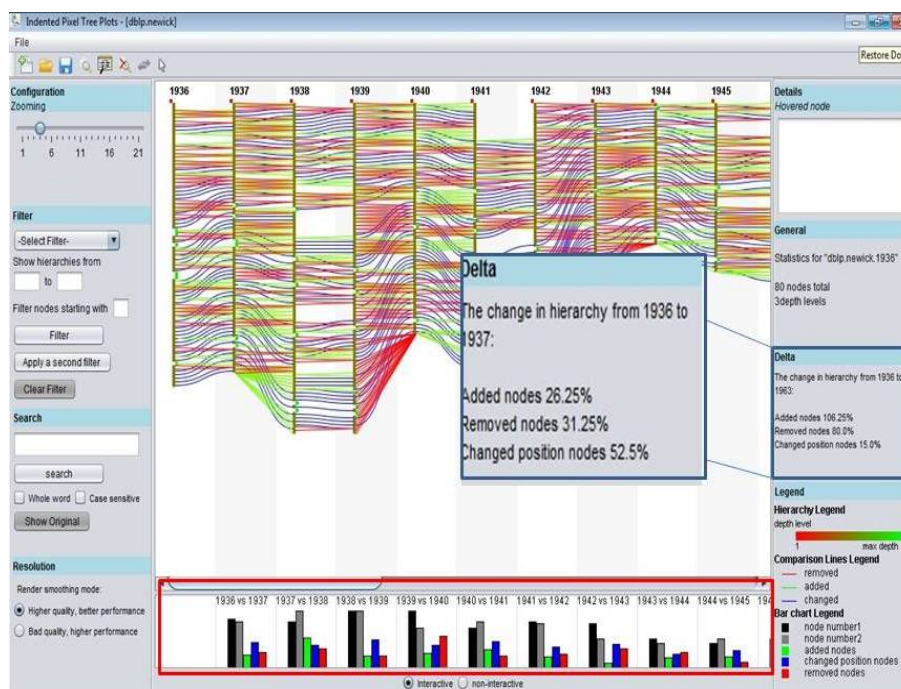 Indented Pixel Tree Plots - [dblp.newick]
File
Restore Do
Configuration
Zooming
1 6 11 16 21
Filter
-Select Filter-
Show hierarchies from
to
Filter nodes starting with
Filter
Apply a second filter
Clear Filter
Search
search
Whole word Case sensitive
Show Original
Resolution
Render smoothing mode:
Higher quality, better performance
Bad quality, higher performance
1936 1937 1938 1939 1940 1941 1942 1943 1944 1945
Delta
The change in hierarchy from 1936 to
1937:
Added nodes 26.25%
Removed nodes 31.25%
Changed position nodes 52.5%
1936 vs 1937 1937 vs 1938 1938 vs 1939 1939 vs 1940 1940 vs 1941 1941 vs 1942 1942 vs 1943 1943 vs 1944 1944 vs 1945 194
Interactive non-interactive
Details
Hovered node
General
Statistics for "dblp.newick.1936"
80 nodes total
3depth levels
Delta
The change in hierarchy from 1936 to
1963:
Added nodes 106.25%
Removed nodes 80.0%
Changed position nodes 15.0%
Legend
Hierarchy Legend
depth level
1 max depth
Comparison Lines Legend
removed
added
changed
Bar chart Legend
node number1
node number2
added nodes
changed position nodes
removed nodes